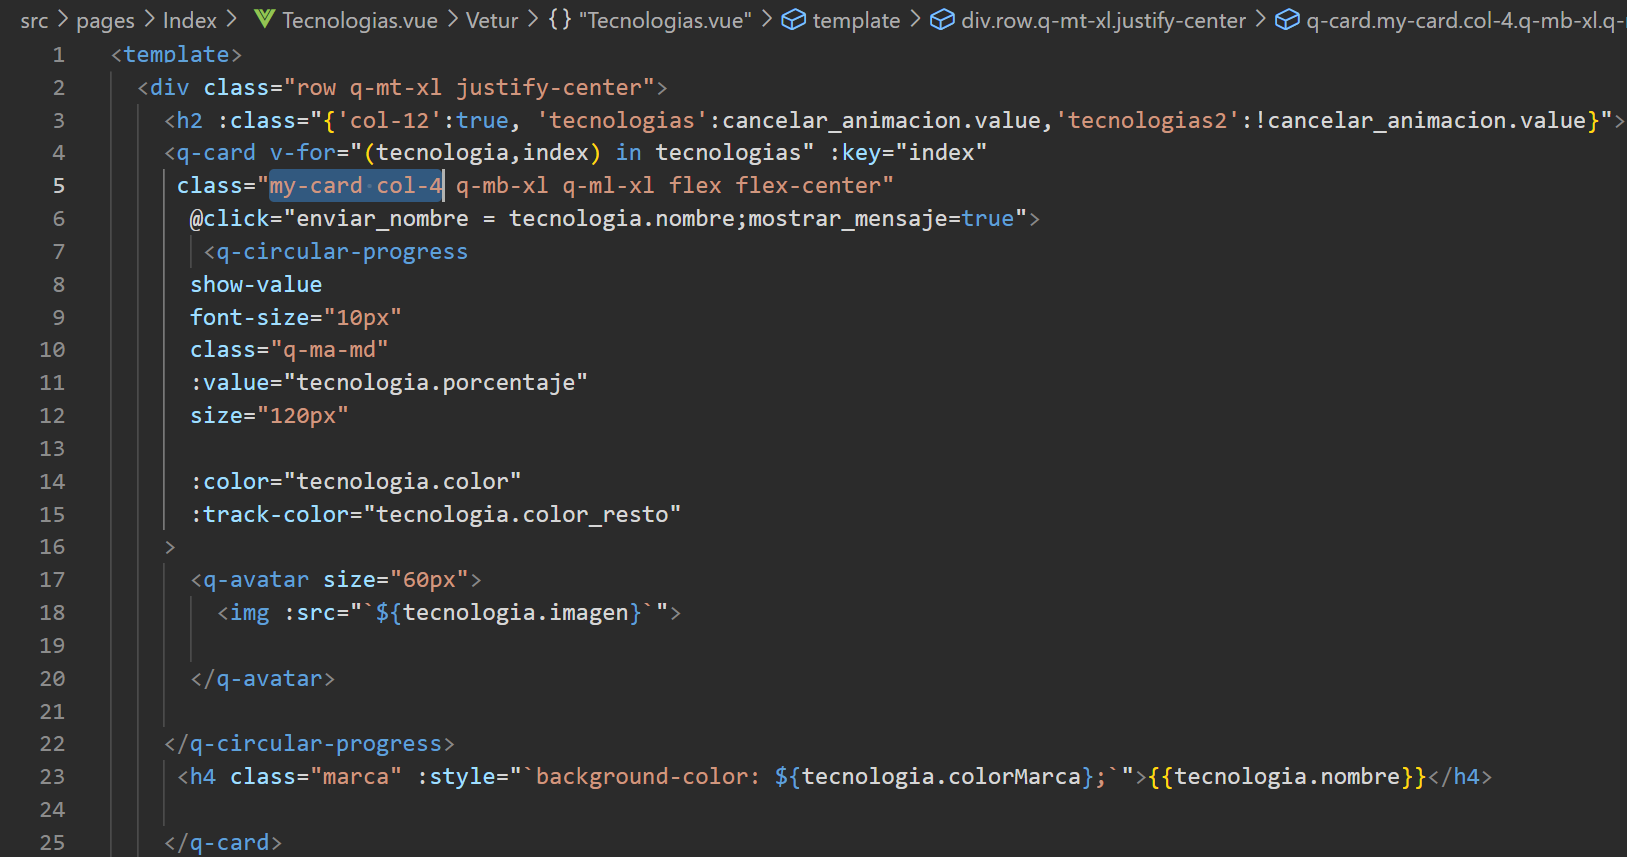 src > pages > Index > Tecnologias.vue > Vetur > {} "Tecnologias.vue" > template > div.row.q-mt-xl.justify-center > q-card.my-card.col-4.q-mb-xl.q-
1 <template>
2 <div class="row q-mt-xl justify-center">
3 <h2 :class="{'col-12':true, 'tecnologias':cancelar_animacion.value,'tecnologias2':!cancelar_animacion.value}">
4 <q-card v-for="(tecnologia,index) in tecnologias" :key="index"
5 class="my-card col-4 q-mb-xl q-ml-xl flex flex-center"
6 @click="enviar_nombre = tecnologia.nombre;mostrar_mensaje=true">
7 <q-circular-progress
8 show-value
9 font-size="10px"
10 class="q-ma-md"
11 :value="tecnologia.porcentaje"
12 size="120px"
13
14 :color="tecnologia.color"
15 :track-color="tecnologia.color_resto"
16 >
17 <q-avatar size="60px">
18 <img :src="`${tecnologia.imagen}`">
19
20 </q-avatar>
21
22 </q-circular-progress>
23 <h4 class="marca" :style="`background-color: ${tecnologia.colorMarca};`">{{tecnologia.nombre}}</h4>
24
25 </q-card>